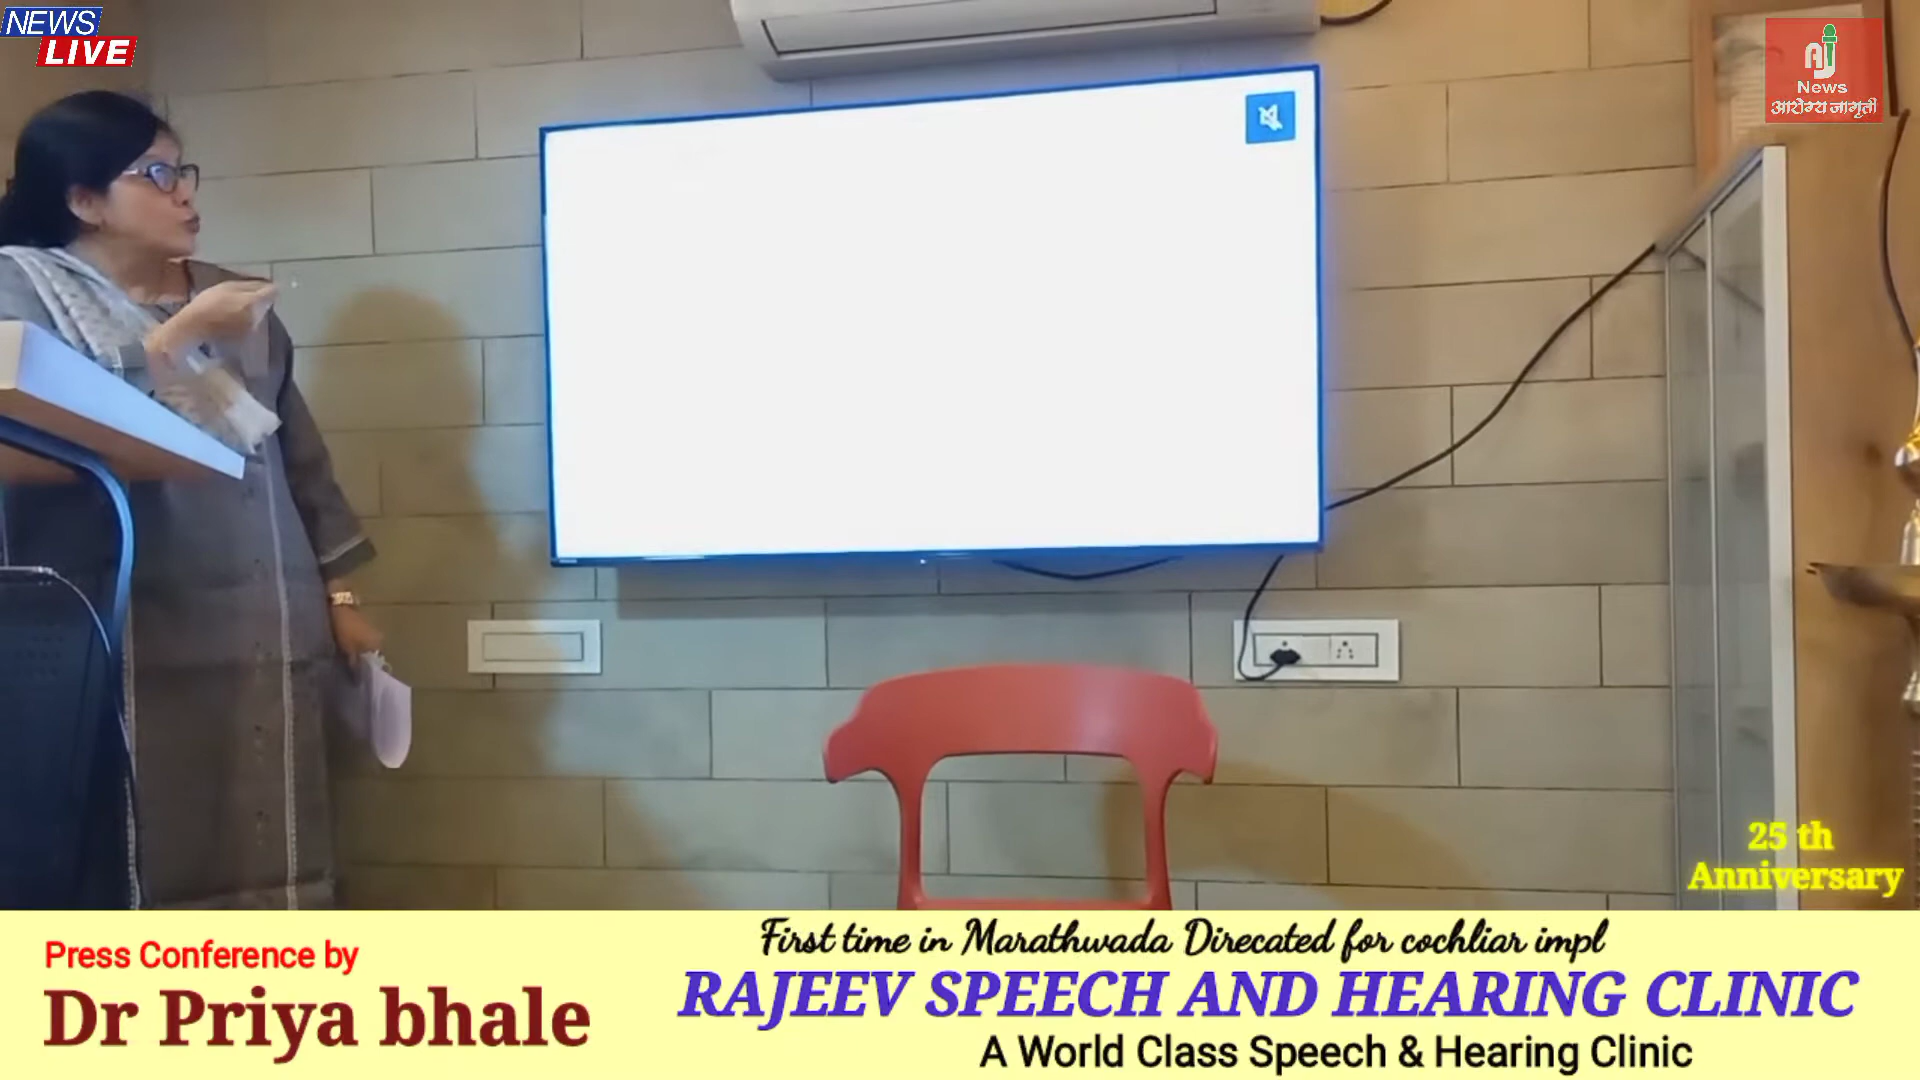 NEWS
LIVE
AJ
News
आरोग्य जागृती
25 th
Anniversary
Press Conference by
Dr Priya bhale
First time in Marathwada Direcated for cochliar impl
RAJEEV SPEECH AND HEARING CLINIC
A World Class Speech & Hearing Clinic